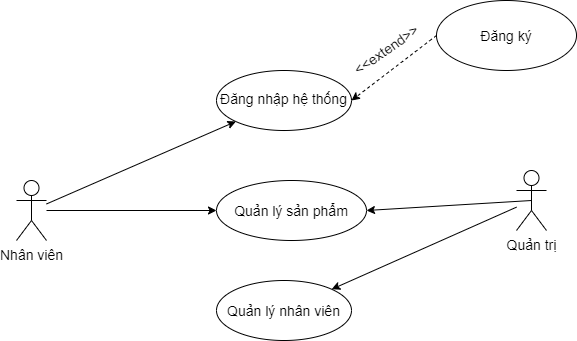 Đăng ký
<<extend>>
Đăng nhập hệ thống
Quản lý sản phẩm
Nhân viên
Quản trị
Quản lý nhân viên